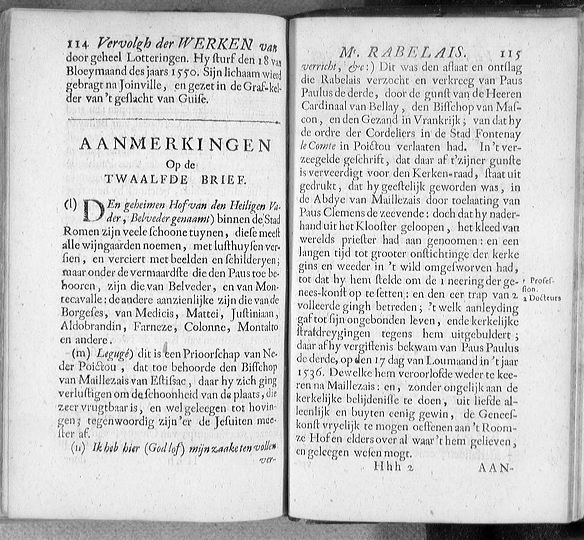 114 Vervolgh der WERKEN van
door geheel Lotteringen. Hy sturf den 18 van
Bloeymaand des jaars 1550. Sijn lichaam wierd
gebragt na Joinville, en gezet in de Graf-kel-
der van 't geslacht van Guise.
AANMERKINGEN
Op de
TWAALFDE BRIEF.
(l) DEn geheimen Hof van den Heiligen Va-
der, Belveder genaamt) binnen de Stad
Romen zijn veele schoone tuynen, diese meest
alle wijngaarden noemen, met lusthuysen ver-
sien, en verciert met beelden en schilderyen;
maar onder de vermaardste die den Paus toe be-
hooren, zijn die van Belveder, en van Mon-
tecavalle: de andere aanzienlijke zijn die van de
Borgeses, van Medicis, Mattei, Justiniaan,
Aldobrandin, Farneze, Colonne, Montalto
en andere.
(m) Legugé) dit is een Prioorschap van Ne-
der Poictou, dat toe behoorde den Bisschop
van Maillezais van Estissac, daar hy zich ging
verlustigen om de schoonheid van de plaats, die
zeer vrugtbaar is, en wel geleegen tot hovin-
gen; tegenwoordig zijn 'er de Jesuiten mee-
ster af.
(n) Ik heb hier (God lof) mijn zaake ten vollen
ver-
Mr. RABELAIS. 115
verricht, &c:) Dit was den aflaat en ontslag
die Rabelais verzocht en verkreeg van Paus
Paulus de derde, door de gunst van de Heeren
Cardinaal van Bellay, den Bisschop van Mas-
con, en den Gezand in Vrankrijk; van dat hy
de ordre der Cordeliers in de Stad Fontenay
le Comte in Poictou verlaaten had. In 't ver-
zeegelde geschrift, dat daar af t'zijner gunste
is verveerdigt voor den Kerken-raad, staat uit
gedrukt, dat hy geestelijk geworden was, in
de Abdye van Maillezais door toelaating van
Paus Clemens de zeevende: doch dat hy nader-
hand uit het Klooster geloopen, het kleed van
werelds priester had aan genoomen: en een
langen tijd tot grooter onstichtinge der kerke
gins en weeder in 't wild omgesworven had,
tot dat hy hem stelde om de 1 neering der ge-
nees-konst op te setten; en den eer trap van 2
volleerde gingh betreden; 't welk aanleyding
gaf tot sijn ongebonden leven, ende kerkelijke
strafdreygingen tegens hem uitgebuldert;
daar af hy vergiffenis bekwam van Paus Paulus
de derde, op den 17 dag van Loumaand in 't jaar
1536. Dewelke hem veroorlofde weder te kee-
ren na Maillezais: en, zonder ongelijk aan de
kerkelijke belijdenisse te doen, uit liefde al-
leenlijk en buyten eenig gewin, de Genees-
konst vryelijk te mogen oeffenen aan 't Room-
ze Hof en elders over al waar 't hem gelieven,
en geleegen wesen mogt.
1 Profes-
sion.
2 Docteurs
Hhh 2 AAN-